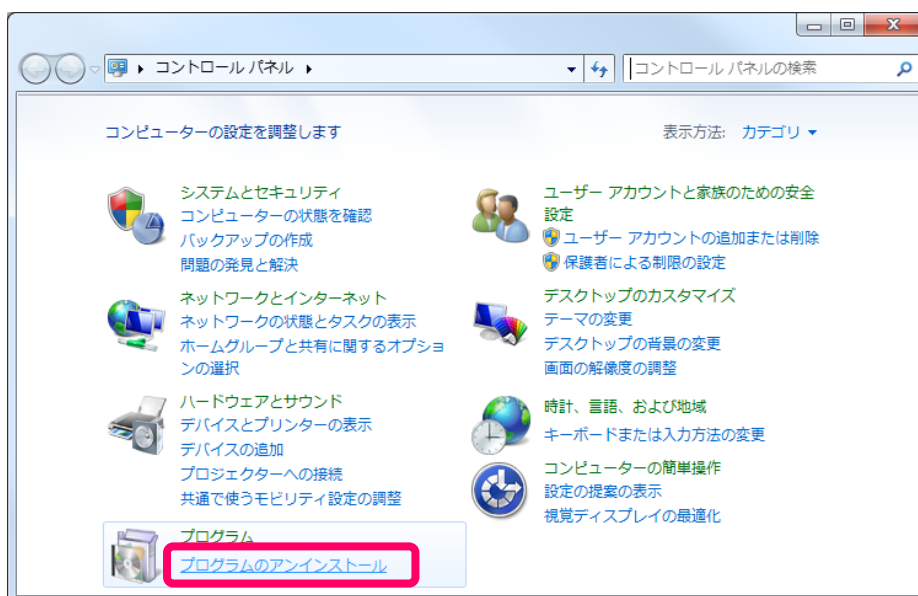 コントロール パネル
コントロール パネルの検索
コンピューターの設定を調整します
表示方法: カテゴリ
システムとセキュリティ
コンピューターの状態を確認
バックアップの作成
問題の発見と解決
ネットワークとインターネット
ネットワークの状態とタスクの表示
ホームグループと共有に関するオプショ
ンの選択
ハードウェアとサウンド
デバイスとプリンターの表示
デバイスの追加
プロジェクターへの接続
共通で使うモビリティ設定の調整
プログラム
プログラムのアンインストール
ユーザー アカウントと家族のための安全
設定
ユーザー アカウントの追加または削除
保護者による制限の設定
デスクトップのカスタマイズ
テーマの変更
デスクトップの背景の変更
画面の解像度の調整
時計、言語、および地域
キーボードまたは入力方法の変更
コンピューターの簡単操作
設定の提案の表示
視覚ディスプレイの最適化